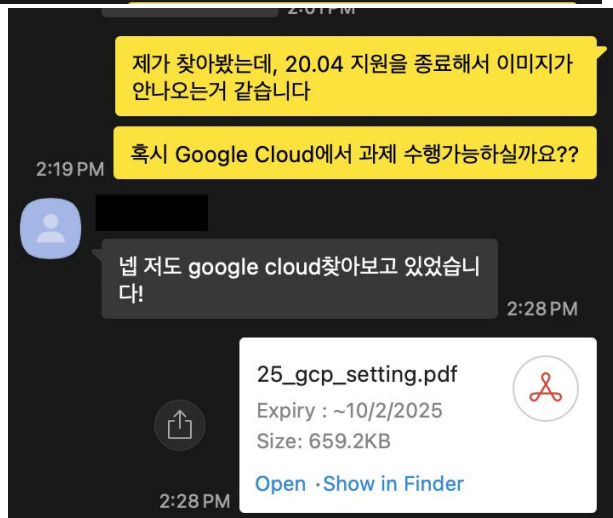 2:01 PM
제가 찾아봤는데, 20.04 지원을 종료해서 이미지가
안나오는거 같습니다
혹시 Google Cloud에서 과제 수행가능하실까요??
2:19 PM
넵 저도 google cloud찾아보고 있었습니
다!
2:28 PM
25_gcp_setting.pdf
Expiry : ~10/2/2025
Size: 659.2KB
Open ·Show in Finder
2:28 PM